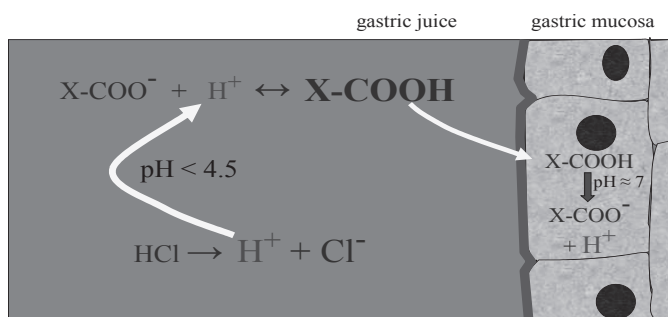 gastric juice gastric mucosa
X-COO⁻ + H⁺ ↔ X-COOH
pH < 4.5
X-COOH
pH ≈ 7
X-COO⁻
+ H⁺
HCl → H⁺ + Cl⁻